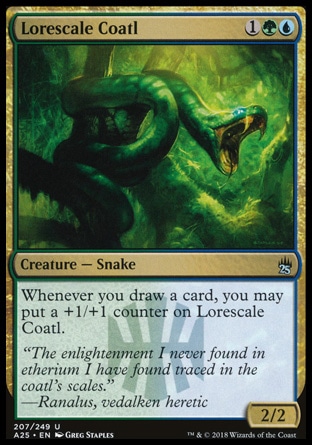 Lorescale Coatl 1
Creature — Snake 25
Whenever you draw a card, you may
put a +1/+1 counter on Lorescale
Coatl.
"The enlightenment I never found in
etherium I have found traced in the
coatl's scales."
—Ranalus, vedalken heretic
2/2
207/249 U
A25 • EN Greg Staples ™ & © 2018 Wizards of the Coast